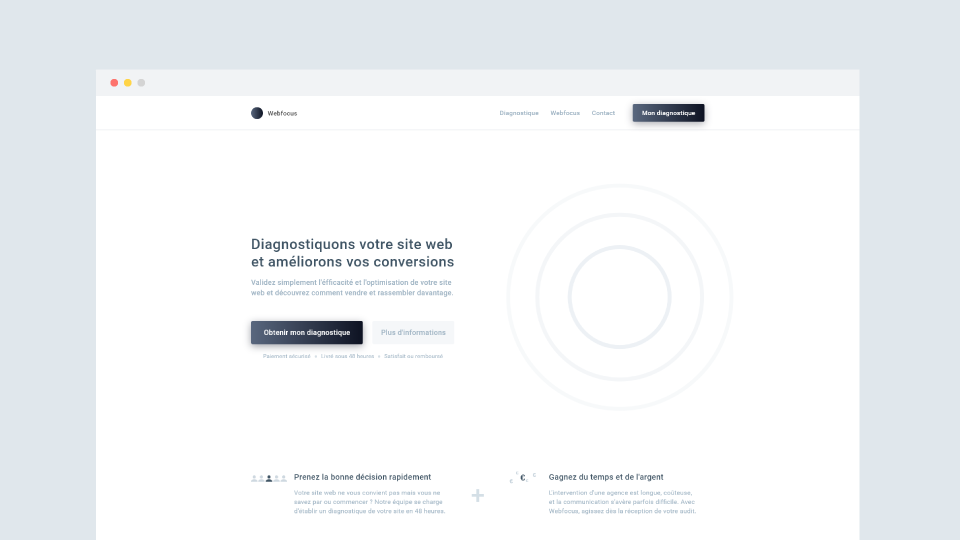 Webfocus
Diagnostique Webfocus Contact Mon diagnostique
Diagnostiquons votre site web
et améliorons vos conversions
Validez simplement l'éfficacité et l'optimisation de votre site
web et découvrez comment vendre et rassembler davantage.
Obtenir mon diagnostique Plus d'informations
Paiement sécurisé • Livré sous 48 heures • Satisfait ou remboursé
Prenez la bonne décision rapidement
Votre site web ne vous convient pas mais vous ne
savez par ou commencer ? Notre équipe se charge
d'établir un diagnostique de votre site en 48 heures.
+
€ € € € €
Gagnez du temps et de l'argent
L'intervention d'une agence est longue, coûteuse,
et la communication s'avère parfois difficile. Avec
Webfocus, agissez dès la réception de votre audit.